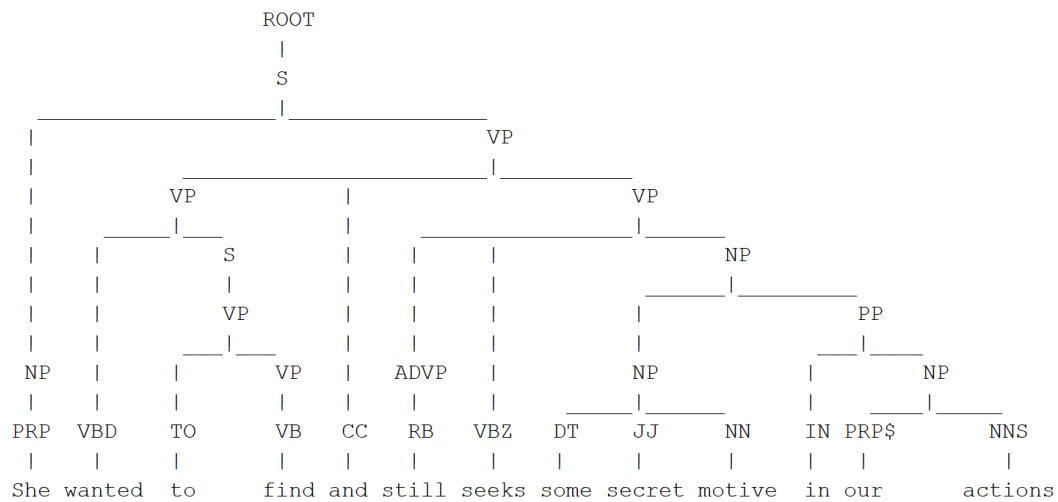 ROOT
S
VP
VP VP
S NP
VP PP
NP VP ADVP NP NP
PRP VBD TO VB CC RB VBZ DT JJ NN IN PRP$ NNS
She wanted to find and still seeks some secret motive in our actions